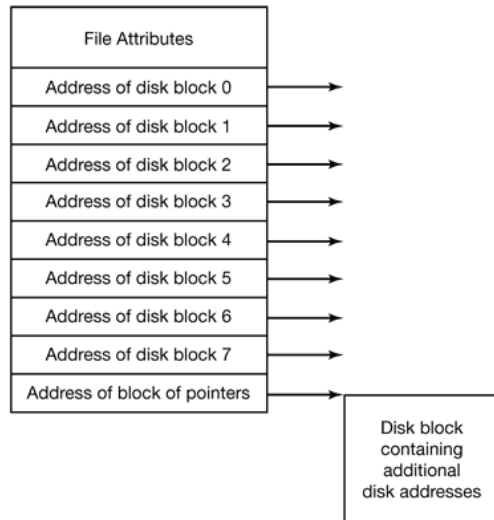 File Attributes
Address of disk block 0
Address of disk block 1
Address of disk block 2
Address of disk block 3
Address of disk block 4
Address of disk block 5
Address of disk block 6
Address of disk block 7
Address of block of pointers
Disk block
containing
additional
disk addresses